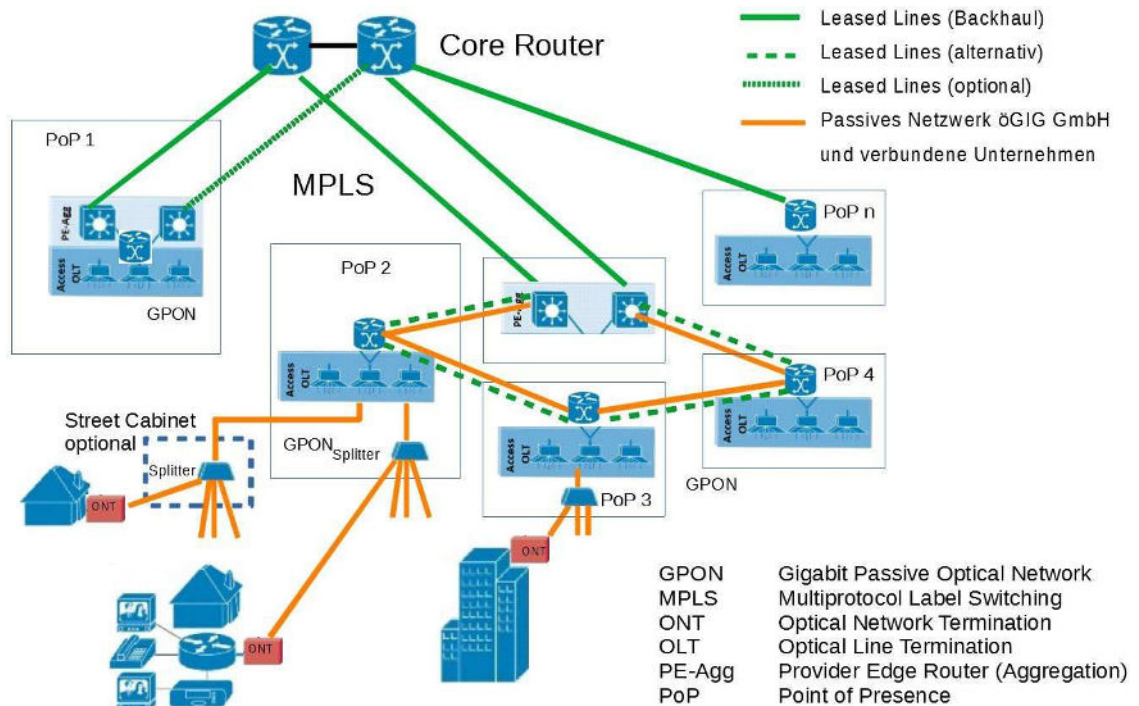 Core Router
Leased Lines (Backhaul)
Leased Lines (alternativ)
Leased Lines (optional)
Passives Netzwerk öGIG GmbH
und verbundene Unternehmen
PoP 1
MPLS
PE-Agg
Access
OLT
GPON
PoP n
Access
OLT
PoP 2
PE-Agg
Access
OLT
GPON
Splitter
PoP 4
Access
OLT
GPON
Access
OLT
PoP 3
Street Cabinet
optional
Splitter
ONT
ONT
ONT
GPON Gigabit Passive Optical Network
MPLS Multiprotocol Label Switching
ONT Optical Network Termination
OLT Optical Line Termination
PE-Agg Provider Edge Router (Aggregation)
PoP Point of Presence